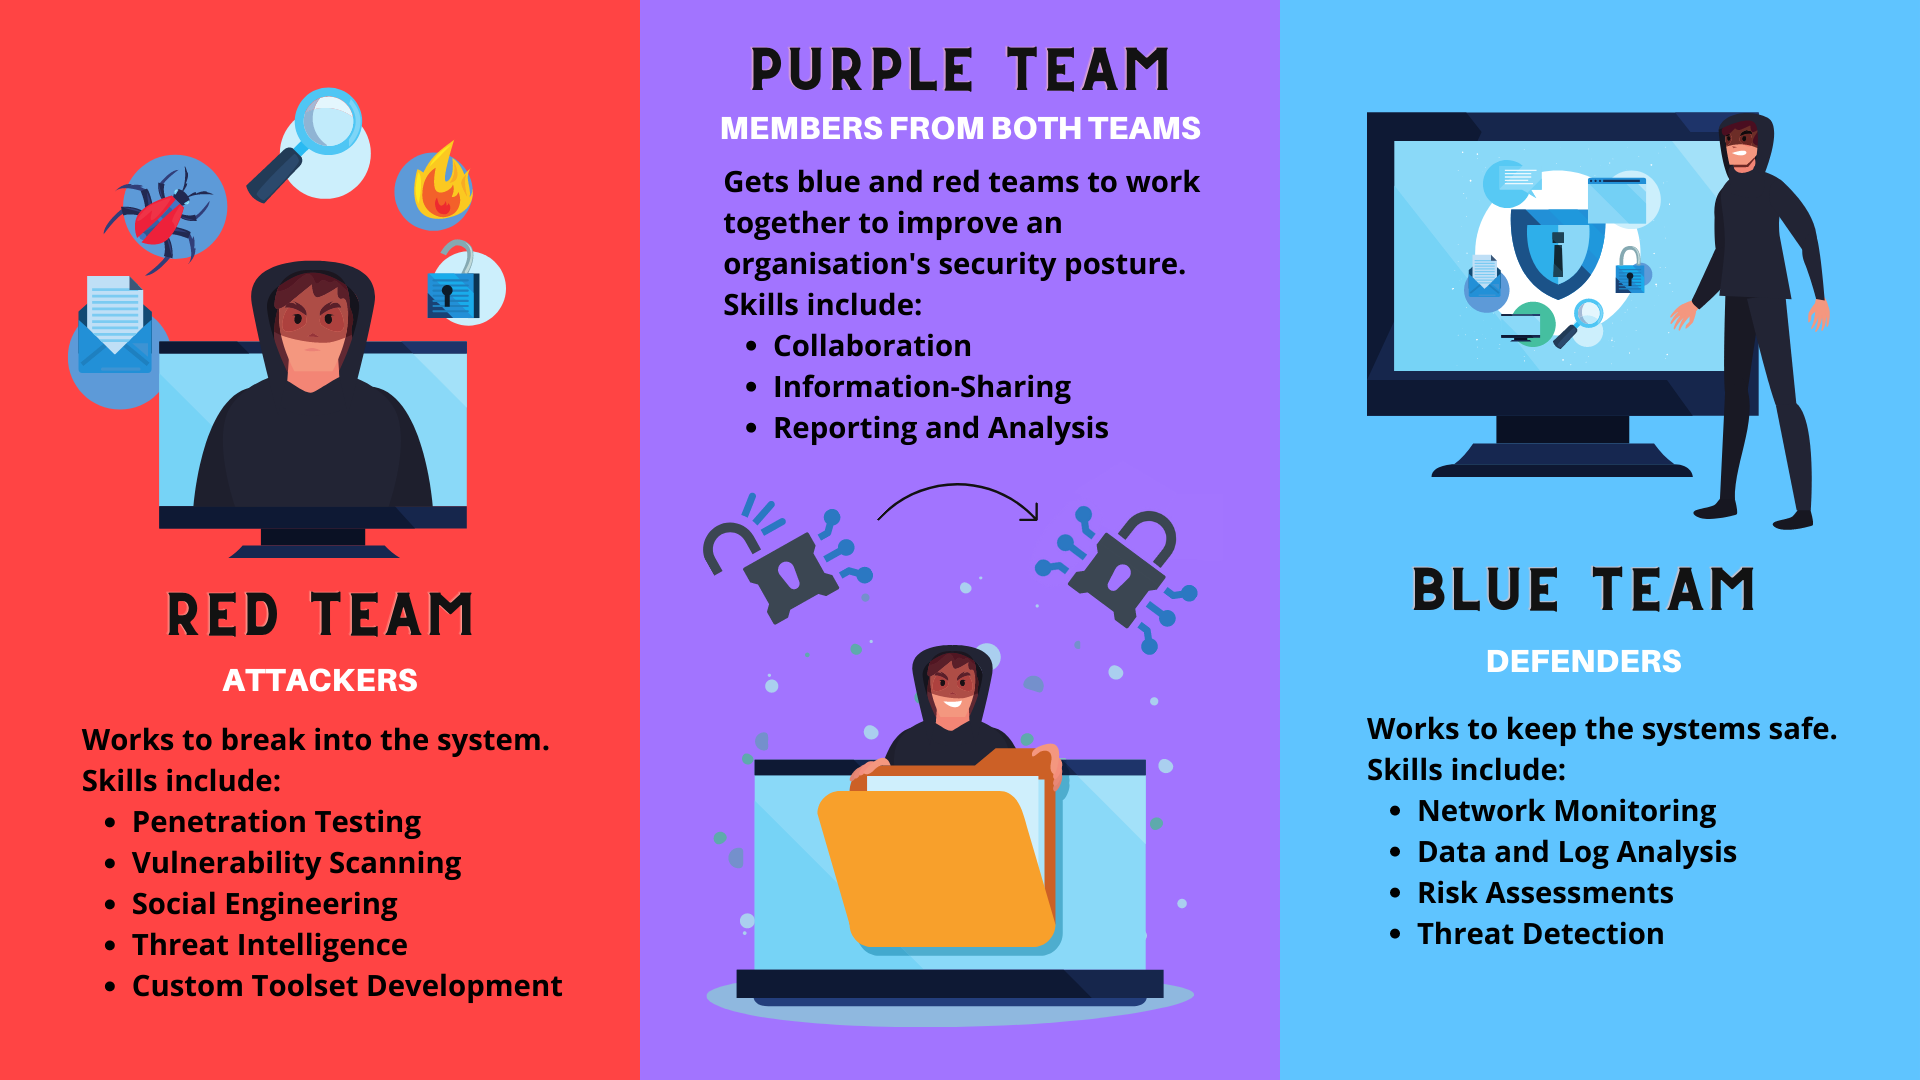 RED TEAM
ATTACKERS
Works to break into the system.
Skills include:
• Penetration Testing
• Vulnerability Scanning
• Social Engineering
• Threat Intelligence
• Custom Toolset Development
PURPLE TEAM
MEMBERS FROM BOTH TEAMS
Gets blue and red teams to work
together to improve an
organisation's security posture.
Skills include:
• Collaboration
• Information-Sharing
• Reporting and Analysis
BLUE TEAM
DEFENDERS
Works to keep the systems safe.
Skills include:
• Network Monitoring
• Data and Log Analysis
• Risk Assessments
• Threat Detection